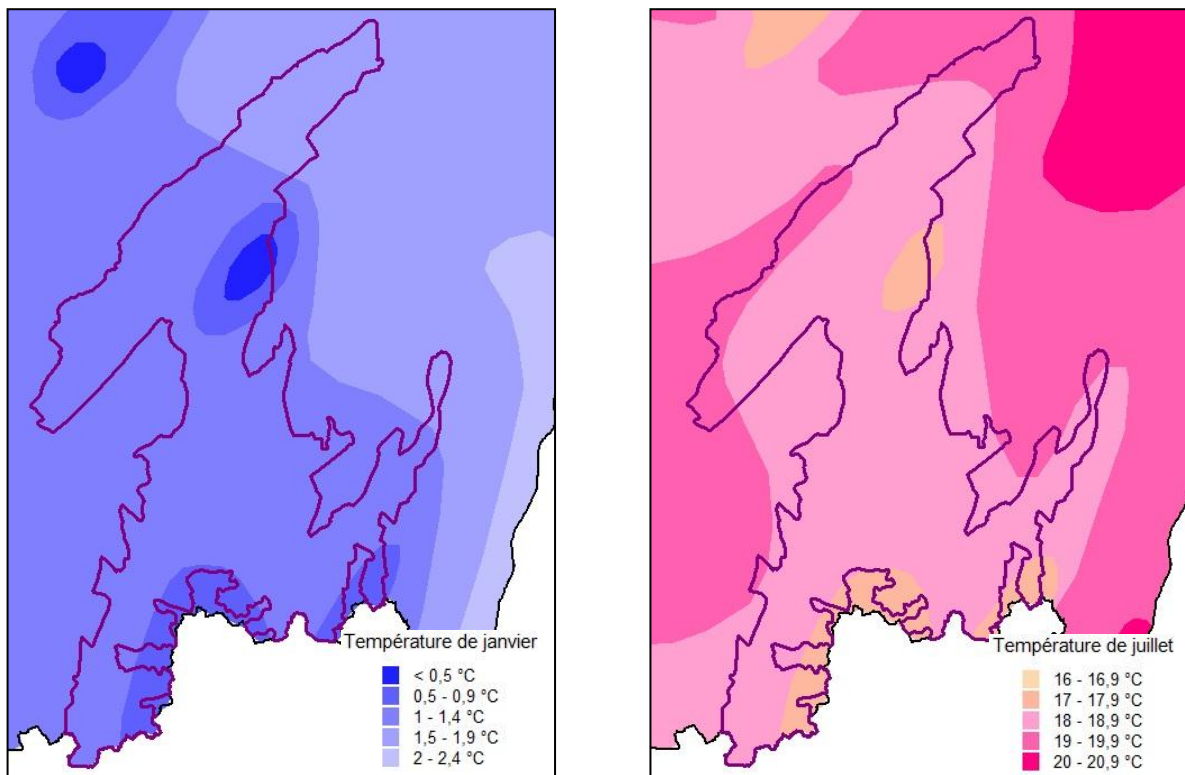 Température de janvier
< 0,5 °C
0,5 - 0,9 °C
1 - 1,4 °C
1,5 - 1,9 °C
2 - 2,4 °C
Température de juillet
16 - 16,9 °C
17 - 17,9 °C
18 - 18,9 °C
19 - 19,9 °C
20 - 20,9 °C